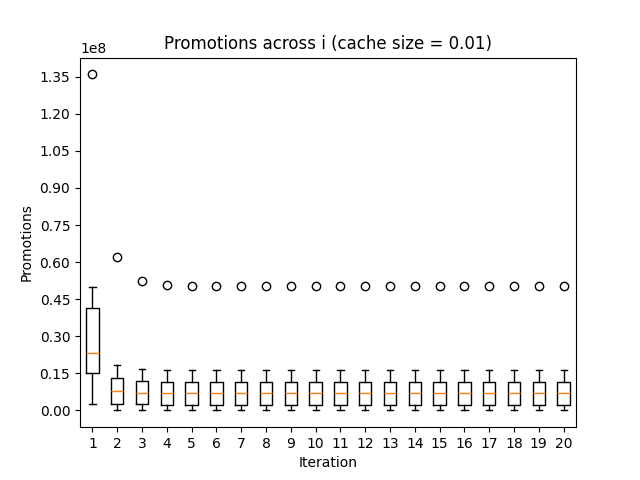 Promotions across i (cache size = 0.01)
1e8
1.35
1.20
1.05
0.90
0.75
0.60
0.45
0.30
0.15
0.00
Promotions
1 2 3 4 5 6 7 8 9 10 11 12 13 14 15 16 17 18 19 20
Iteration